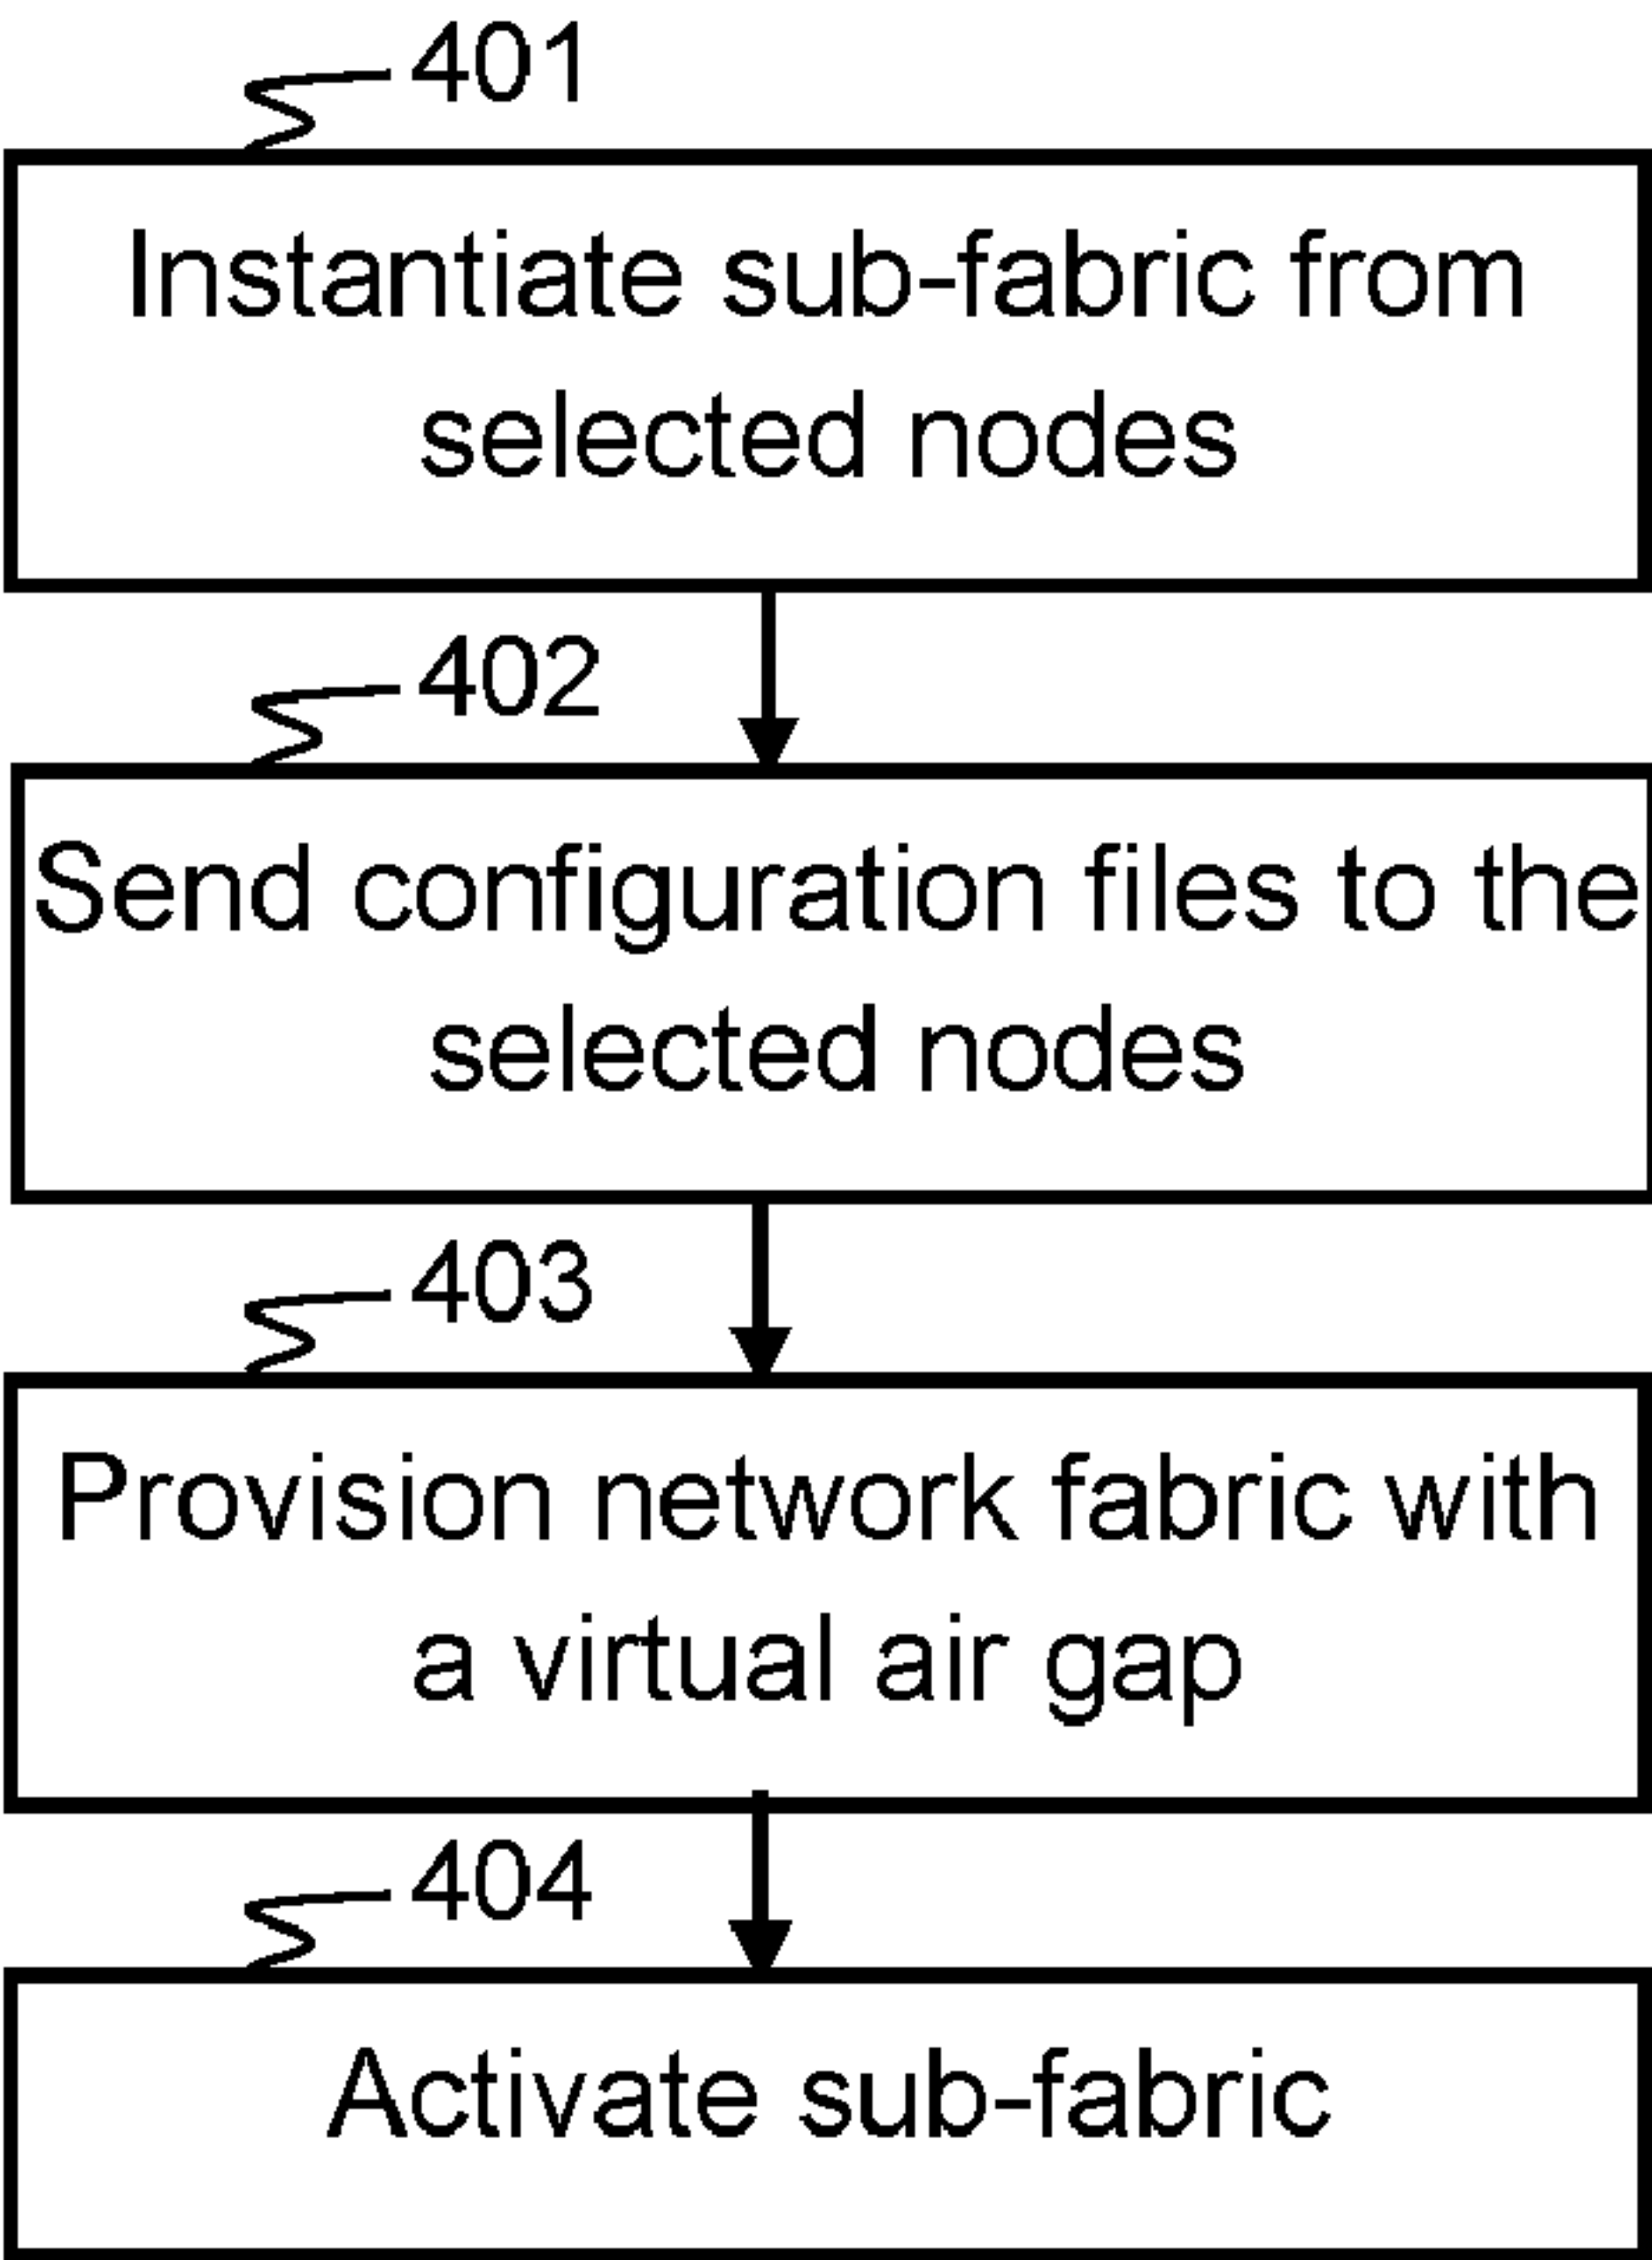 401
Instantiate sub-fabric from
selected nodes
402
Send configuration files to the
selected nodes
403
Provision network fabric with
a virtual air gap
404
Activate sub-fabric